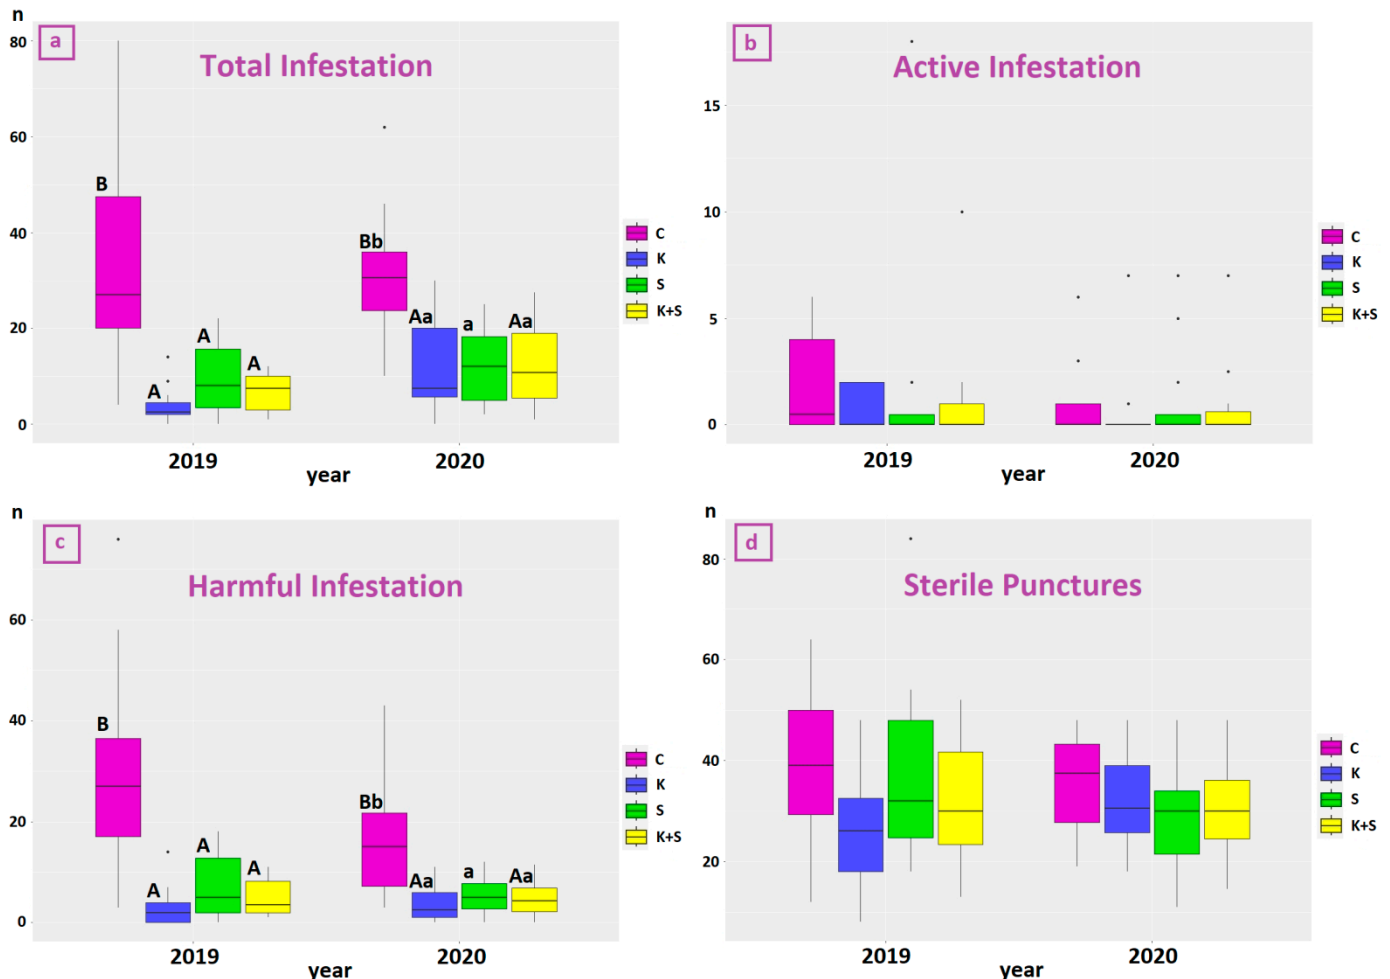 n
a
Total Infestation
80
60
40
20
0
B
A
A
A
Bb
Aa
a
Aa
2019
2020
year
C
K
S
K+S
b
Active Infestation
15
10
5
0
2019
2020
year
C
K
S
K+S
n
c
Harmful Infestation
60
40
20
0
B
A
A
A
Bb
Aa
a
Aa
2019
2020
year
C
K
S
K+S
n
d
Sterile Punctures
80
60
40
20
2019
2020
year
C
K
S
K+S